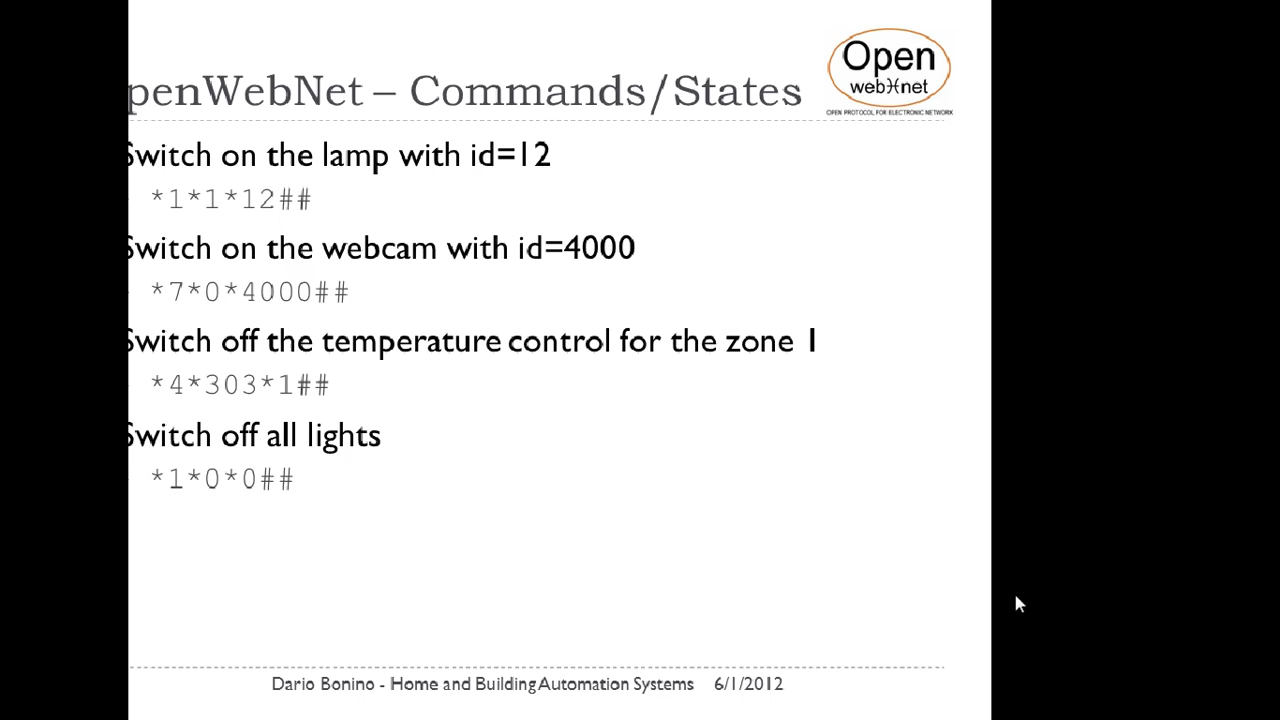 Open
web)(net
OPEN PROTOCOL FOR ELECTRONIC NETWORK
penWebNet – Commands/States
Switch on the lamp with id=12
*1*1*12##
Switch on the webcam with id=4000
*7*0*4000##
Switch off the temperature control for the zone 1
*4*303*1##
Switch off all lights
*1*0*0##
Dario Bonino - Home and Building Automation Systems 6/1/2012